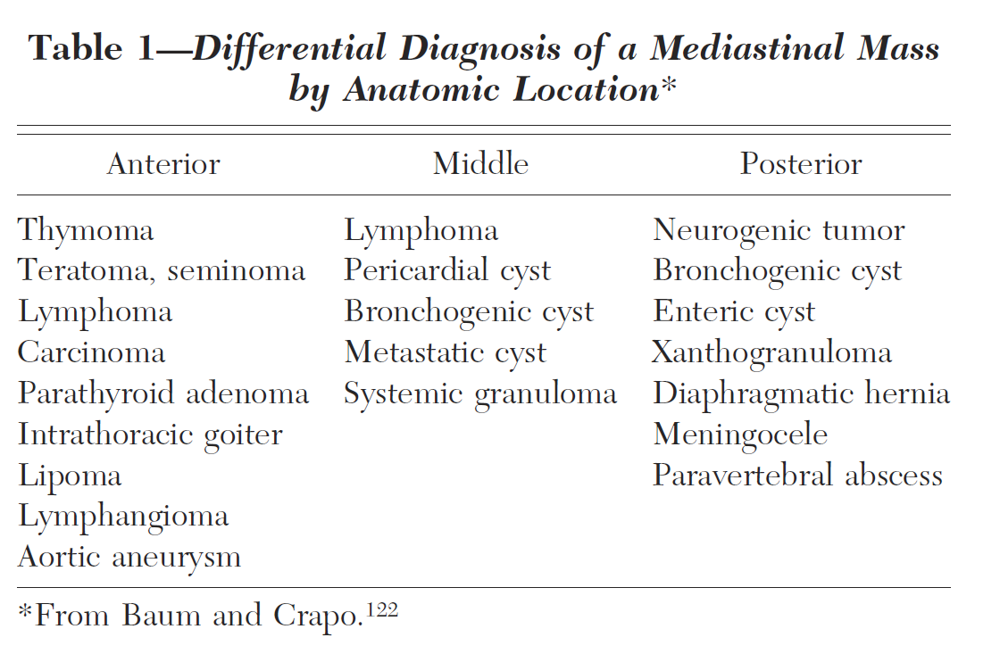 Table 1—Differential Diagnosis of a Mediastinal Mass
by Anatomic Location*
Anterior Middle Posterior
Thymoma Lymphoma Neurogenic tumor
Teratoma, seminoma Pericardial cyst Bronchogenic cyst
Lymphoma Bronchogenic cyst Enteric cyst
Carcinoma Metastatic cyst Xanthogranuloma
Parathyroid adenoma Systemic granuloma Diaphragmatic hernia
Intrathoracic goiter Meningocele
Lipoma Paravertebral abscess
Lymphangioma
Aortic aneurysm
*From Baum and Crapo.122